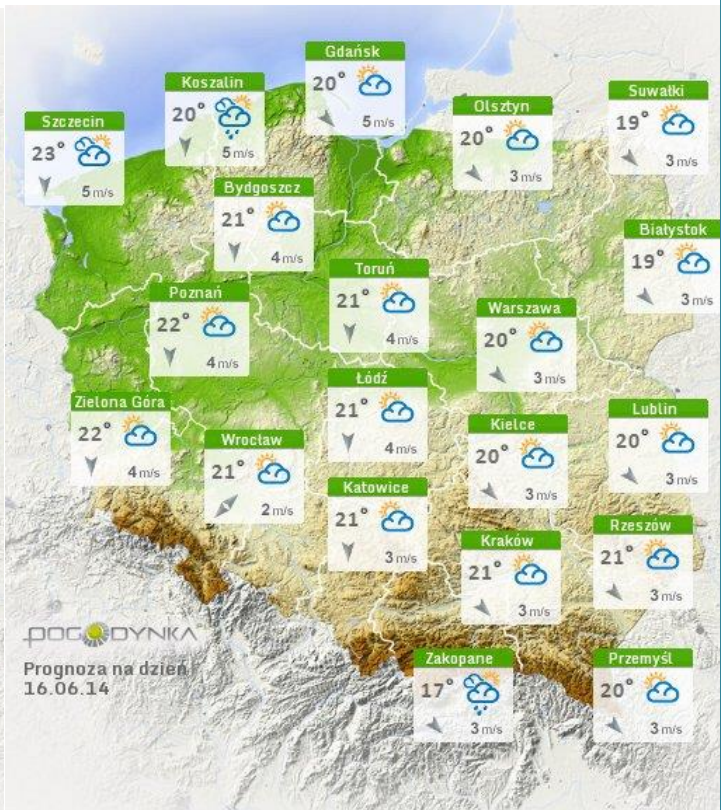 Gdańsk
20°
5 m/s
Koszalin
20°
5 m/s
Suwałki
19°
3 m/s
Olsztyn
20°
3 m/s
Szczecin
23°
5 m/s
Bydgoszcz
21°
4 m/s
Białystok
19°
3 m/s
Toruń
21°
4 m/s
Poznań
22°
4 m/s
Warszawa
20°
3 m/s
Łódź
21°
4 m/s
Zielona Góra
22°
4 m/s
Lublin
20°
3 m/s
Kielce
20°
3 m/s
Wrocław
21°
2 m/s
Katowice
21°
3 m/s
Rzeszów
21°
3 m/s
Kraków
21°
3 m/s
POGODYNKA
Prognoza na dzień
16.06.14
Zakopane
17°
3 m/s
Przemyśl
20°
3 m/s